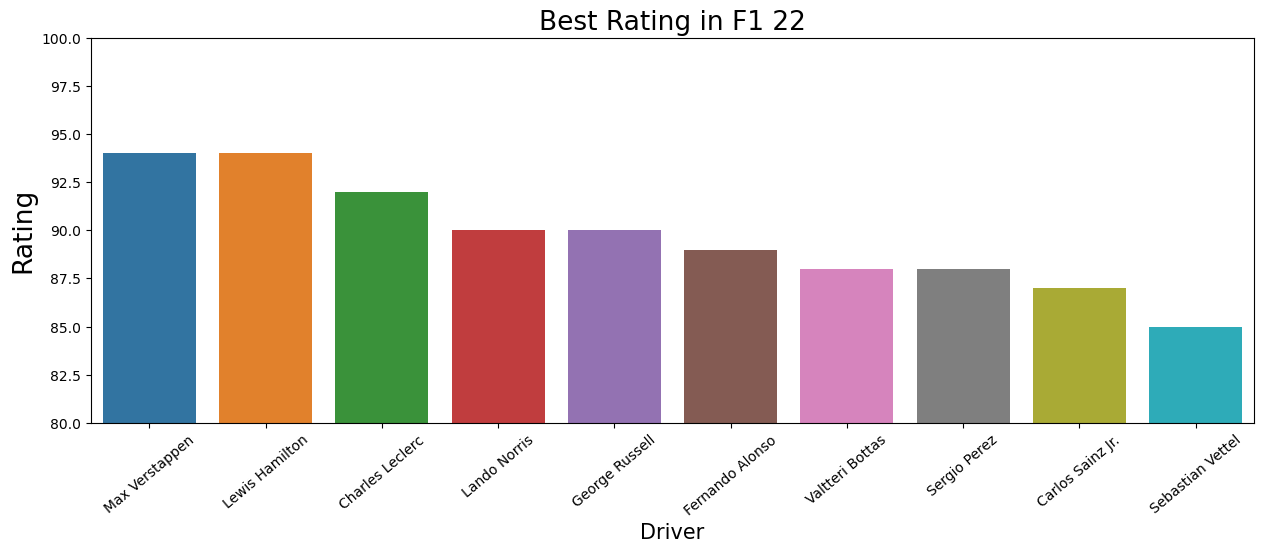 Best Rating in F1 22
Rating
100.0
97.5
95.0
92.5
90.0
87.5
85.0
82.5
80.0
Max Verstappen
Lewis Hamilton
Charles Leclerc
Lando Norris
George Russell
Fernando Alonso
Valtteri Bottas
Sergio Perez
Carlos Sainz Jr.
Sebastian Vettel
Driver